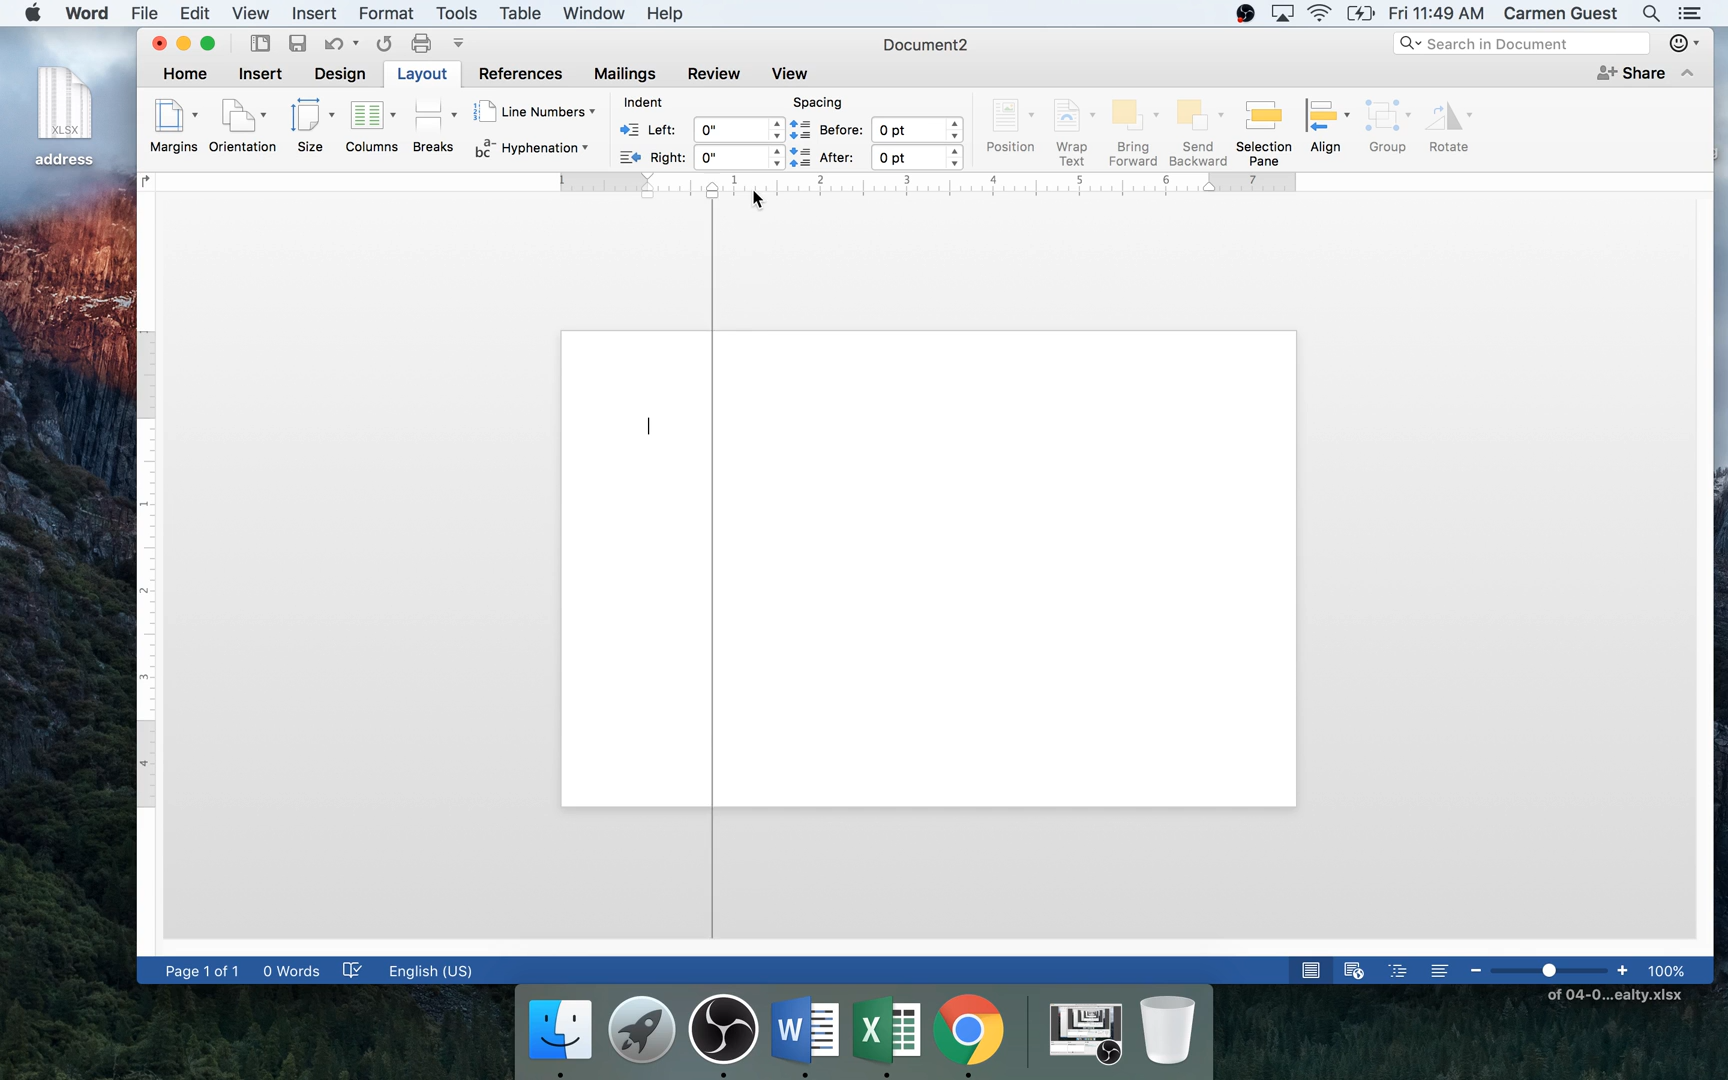 Word File Edit View Insert Format Tools Table Window Help Fri 11:49 AM Carmen Guest
Document2
Search in Document
Home Insert Design Layout References Mailings Review View Share
Margins Orientation Size Columns Breaks
Line Numbers
Hyphenation
Indent
Left: 0"
Right: 0"
Spacing
Before: 0 pt
After: 0 pt
Position
Wrap
Text
Bring
Forward
Send
Backward
Selection
Pane
Align
Group
Rotate
1 1 2 3 4 5 6 7
XLSX
address
1
2
3
4
Page 1 of 1 0 Words English (US) 100%
of 04-0...ealty.xlsx